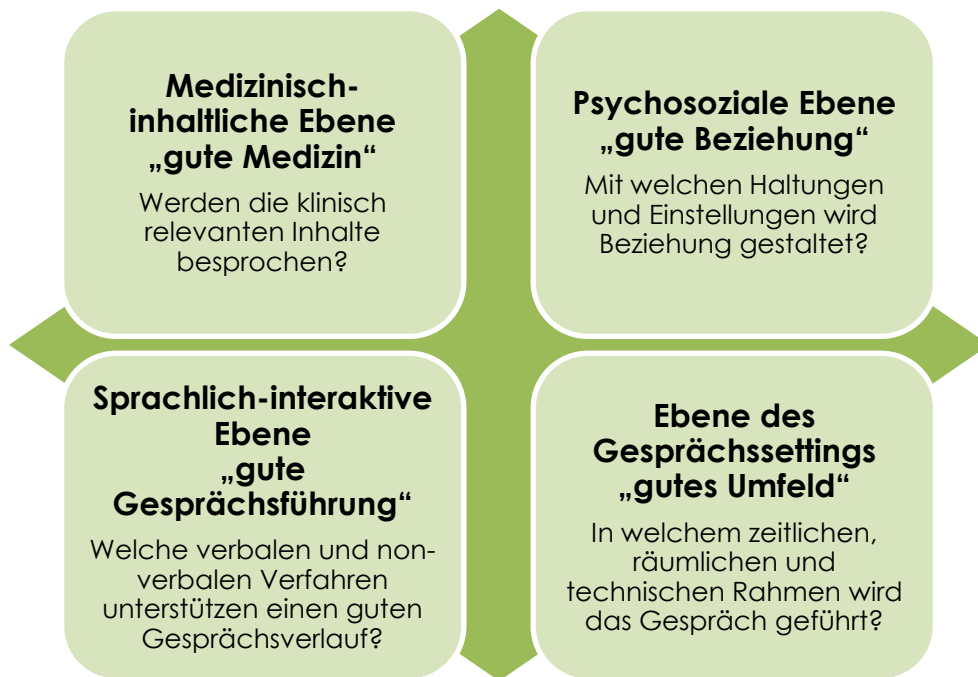 Medizinisch-
inhaltliche Ebene
„gute Medizin“
Werden die klinisch
relevanten Inhalte
besprochen?
Psychosoziale Ebene
„gute Beziehung“
Mit welchen Haltungen
und Einstellungen wird
Beziehung gestaltet?
Sprachlich-interaktive
Ebene
„gute
Gesprächsführung“
Welche verbalen und non-
verbalen Verfahren
unterstützen einen guten
Gesprächsverlauf?
Ebene des
Gesprächssettings
„gutes Umfeld“
In welchem zeitlichen,
räumlichen und
technischen Rahmen wird
das Gespräch geführt?